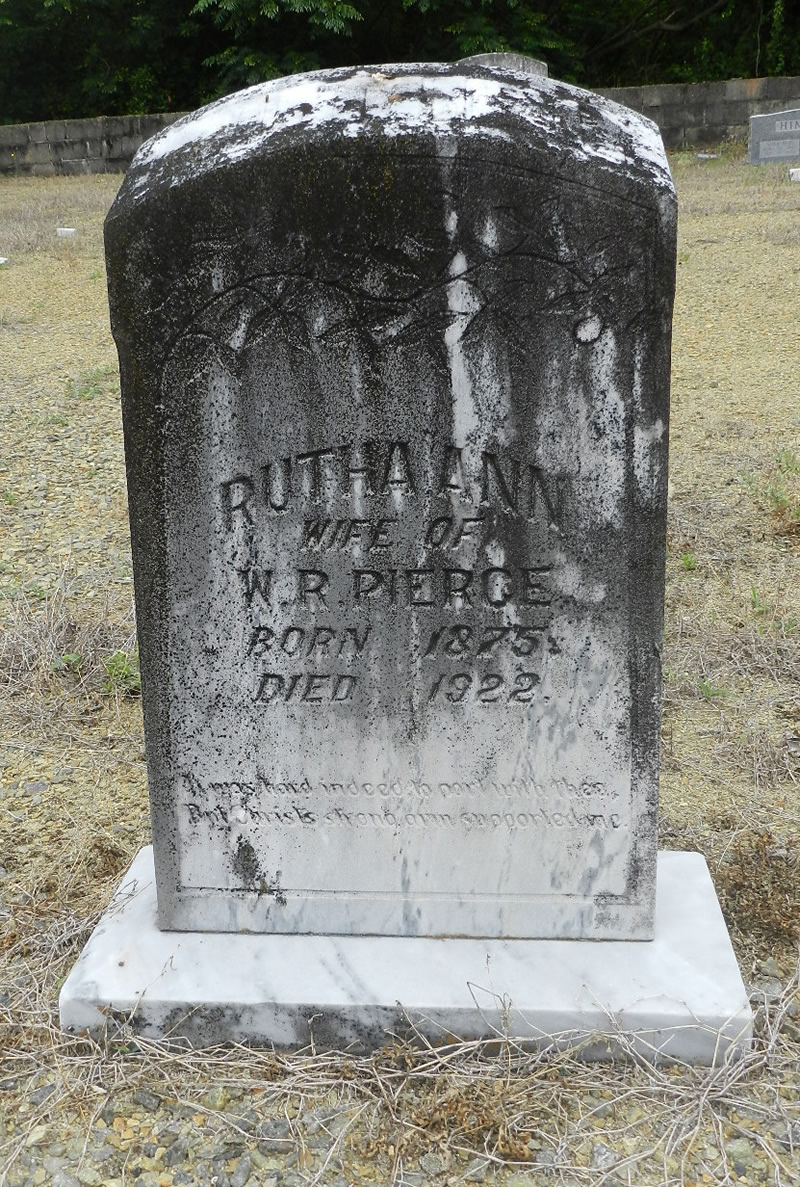 RUTHA ANN
WIFE OF
W.R. PIERCE
BORN 1875.
DIED 1922.
It was hard indeed to part with thee,
But Christ's strong arm supported me.
HIN